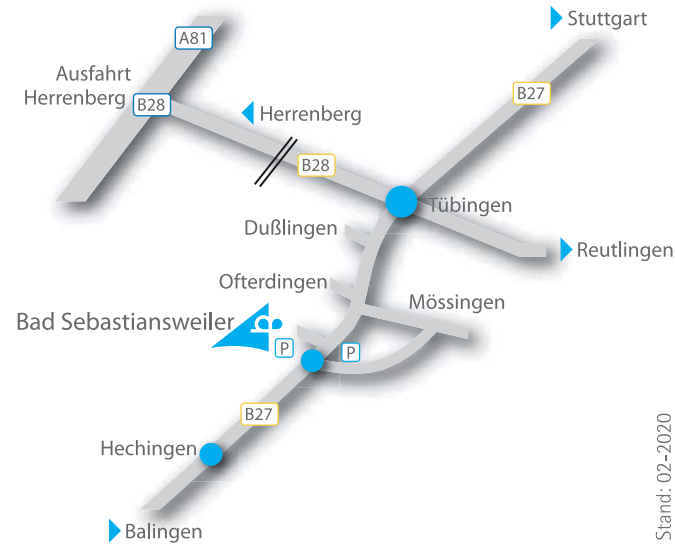 Stuttgart
A81
Ausfahrt
Herrenberg
B28
B27
Herrenberg
B28
Tübingen
Dußlingen
Reutlingen
Ofterdingen
Mössingen
Bad Sebastiansweiler
P
P
B27
Hechingen
Balingen
Stand: 02-2020